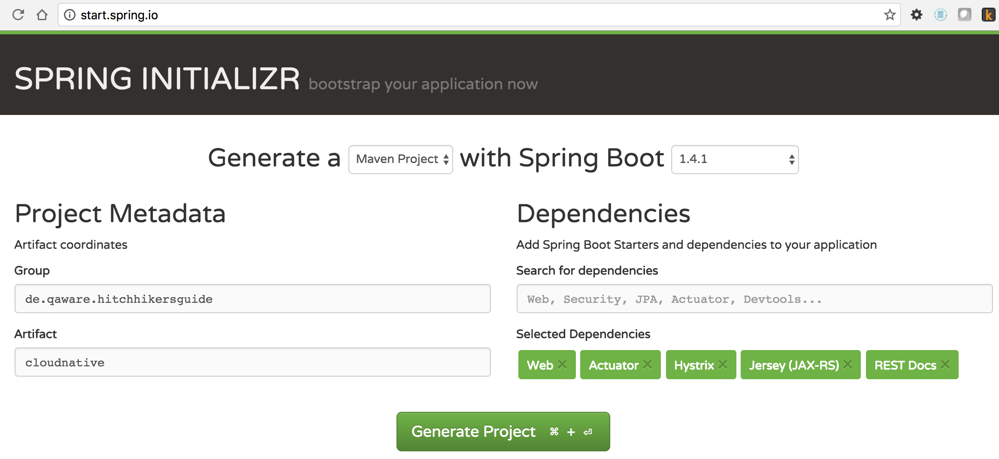 start.spring.io
SPRING INITIALIZR bootstrap your application now
Generate a Maven Project with Spring Boot 1.4.1
Project Metadata
Artifact coordinates
Group
de.qaware.hitchhikersguide
Artifact
cloudnative
Dependencies
Add Spring Boot Starters and dependencies to your application
Search for dependencies
Web, Security, JPA, Actuator, Devtools...
Selected Dependencies
Web × Actuator × Hystrix × Jersey (JAX-RS) × REST Docs ×
Generate Project ⌘ + ⏎